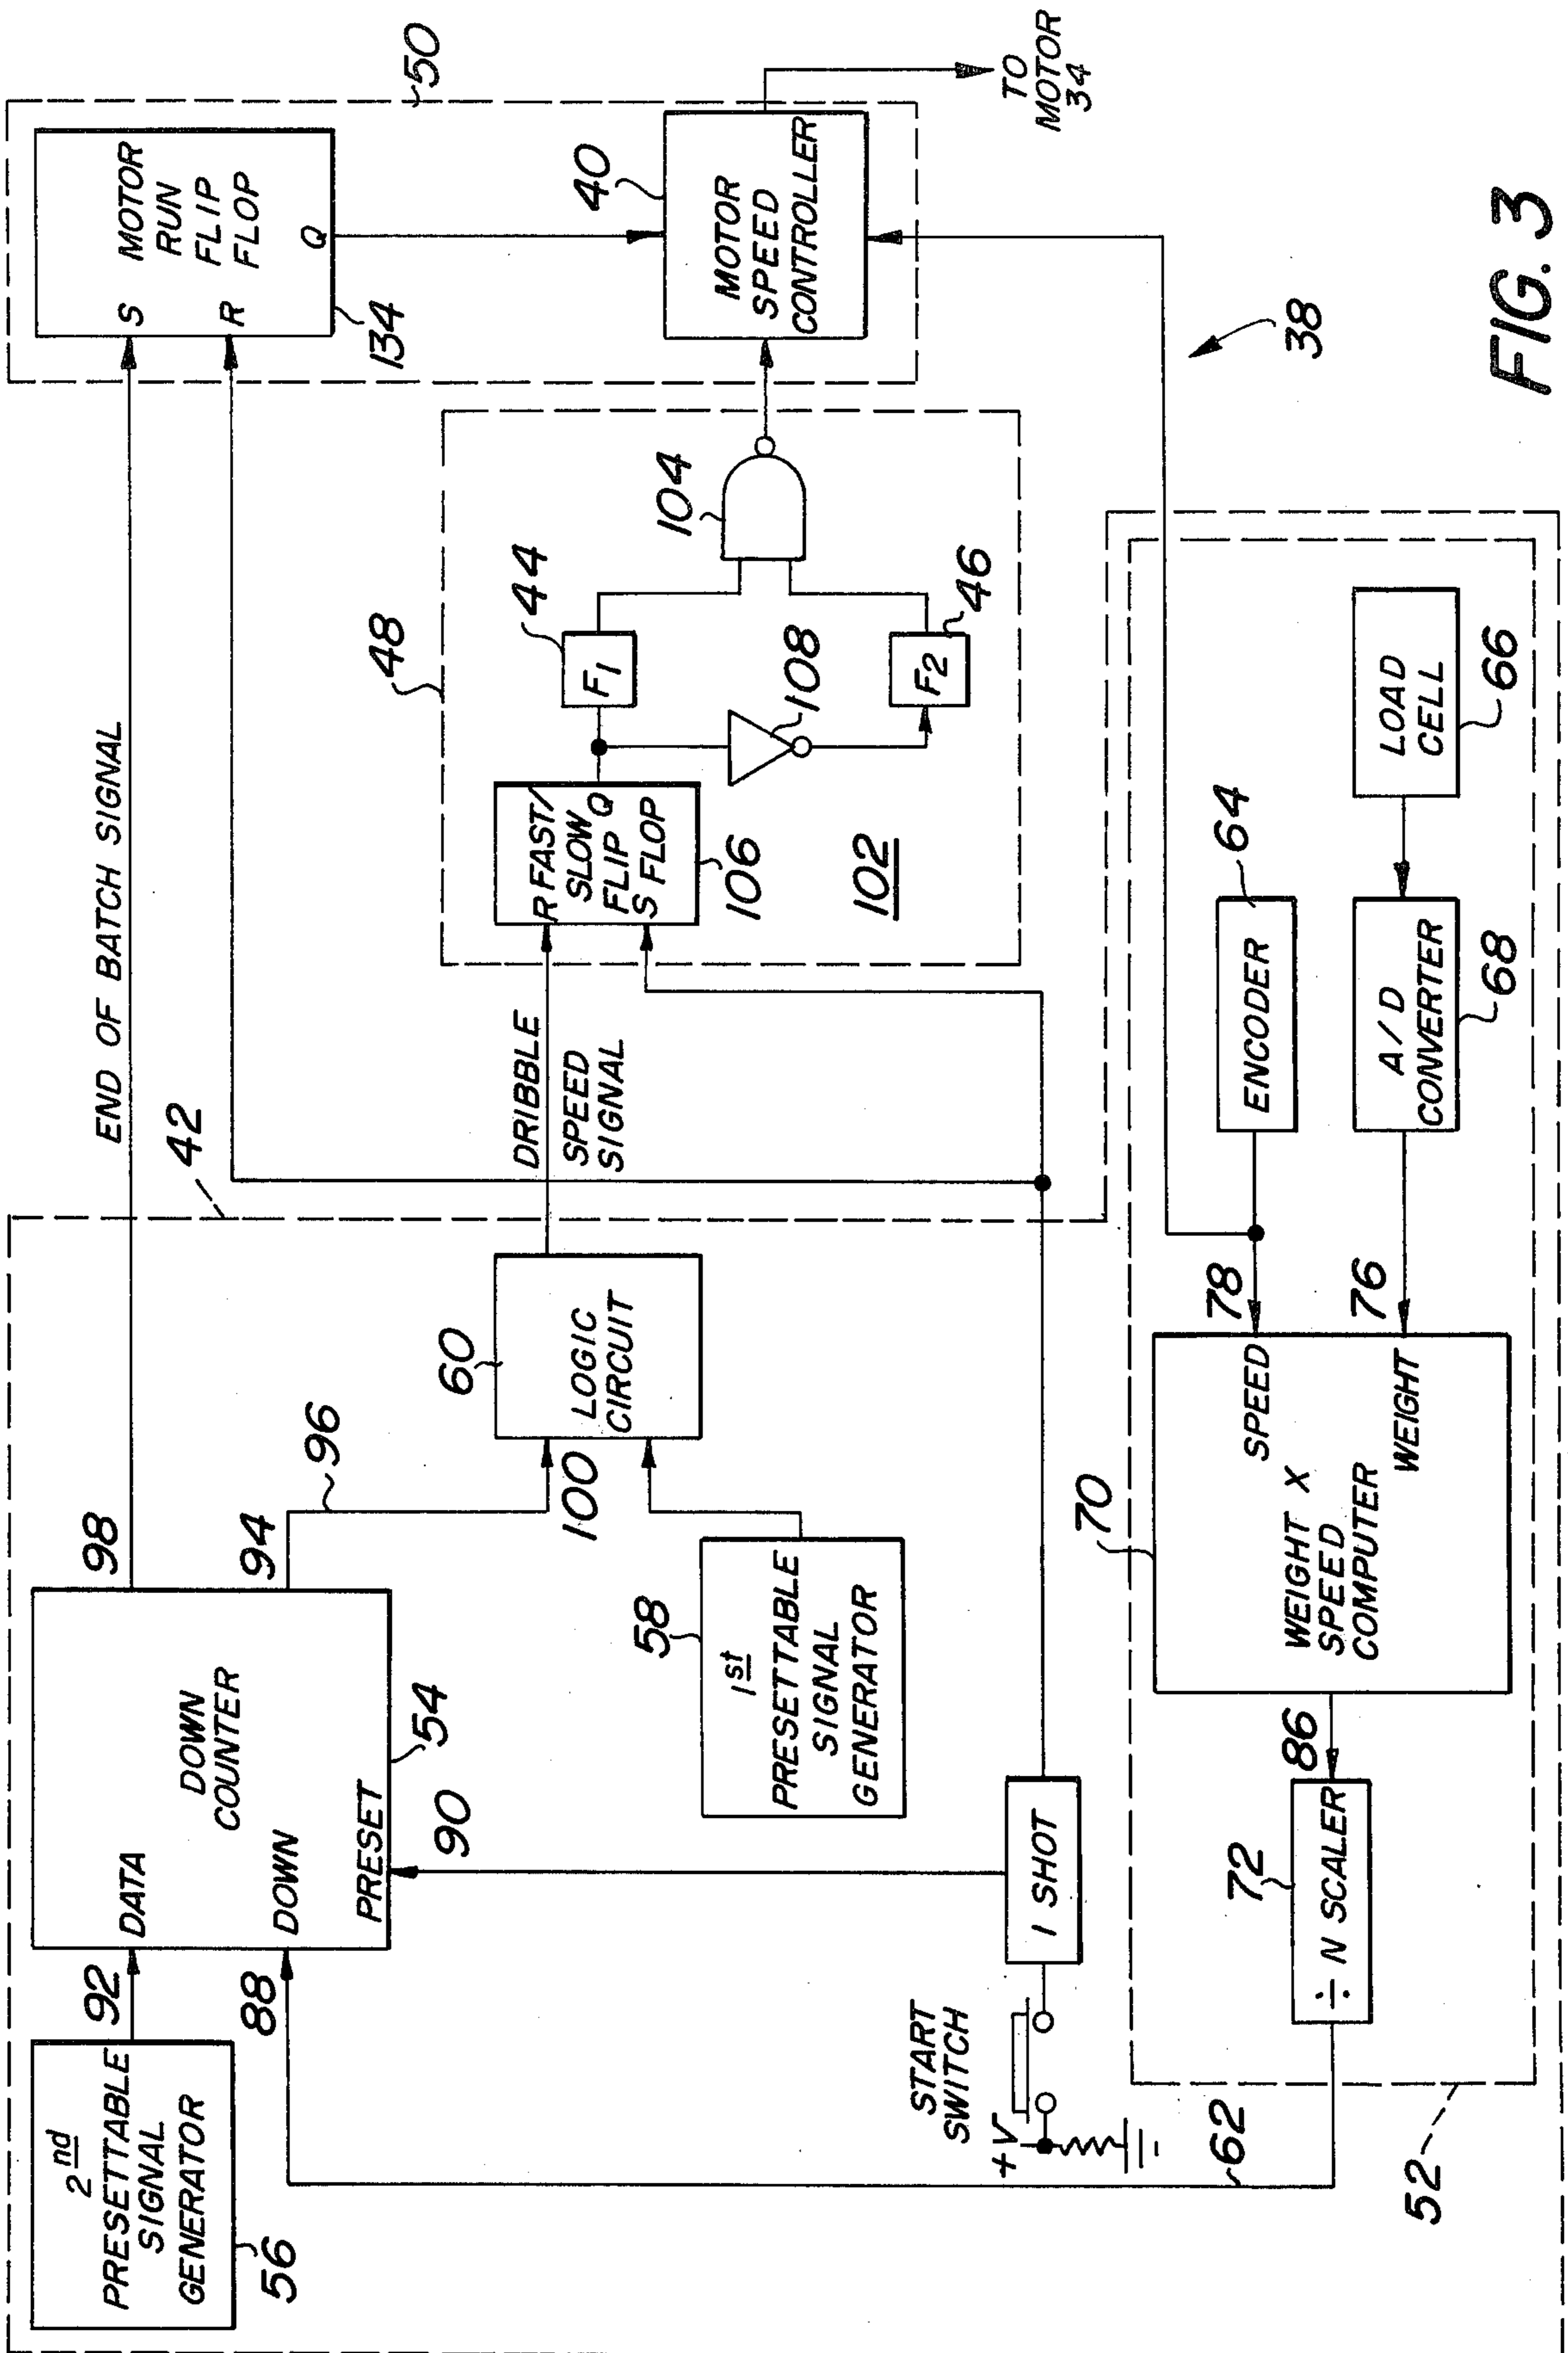 2nd
PRESETTABLE
SIGNAL
GENERATOR
56
92
88
DATA
DOWN
DOWN
COUNTER
PRESET
54
90
98
94
96
END OF BATCH SIGNAL
42
S
R
MOTOR
RUN
FLIP
FLOP
Q
134
50
1st
PRESETTABLE
SIGNAL
GENERATOR
58
100
60
LOGIC
CIRCUIT
DRIBBLE
SPEED
SIGNAL
48
R FAST/
SLOW Q
FLIP
S FLOP
106
102
F1
44
108
F2
46
104
40
MOTOR
SPEED
CONTROLLER
TO
MOTOR
34
START
SWITCH
+V
1 SHOT
38
62
52
72
÷ N SCALER
86
70
WEIGHT X
SPEED
COMPUTER
SPEED
WEIGHT
78
76
ENCODER
64
A/D
CONVERTER
68
LOAD
CELL
66
FIG. 3